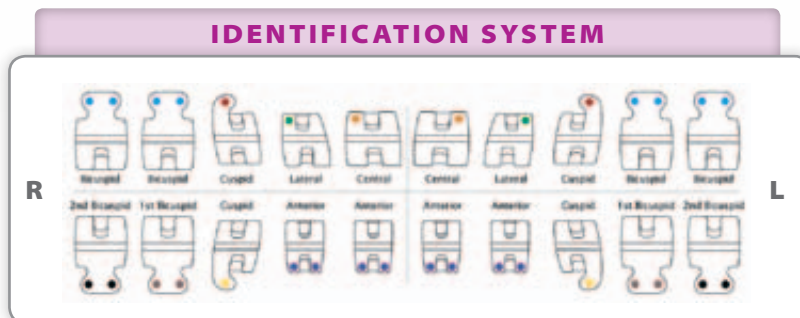 IDENTIFICATION SYSTEM
Bicuspid Bicuspid Cuspid Lateral Central Central Lateral Cuspid Bicuspid Bicuspid
R L
2nd Bicuspid 1st Bicuspid Cuspid Anterior Anterior Anterior Anterior Cuspid 1st Bicuspid 2nd Bicuspid